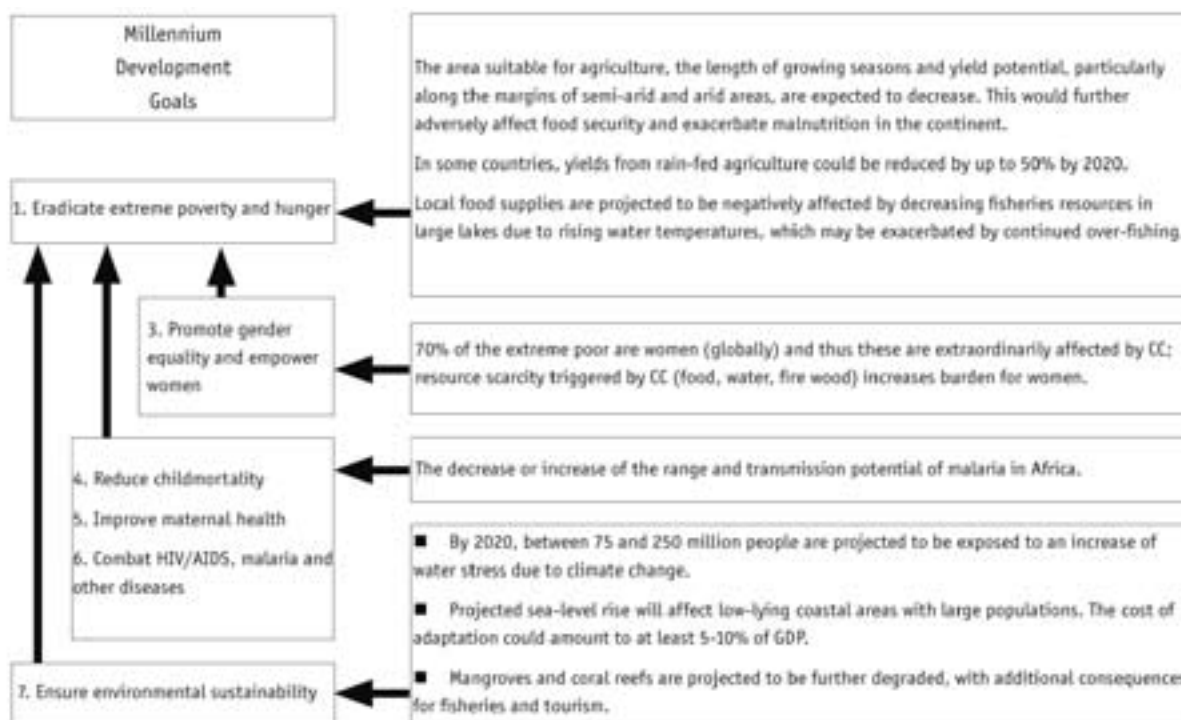 Millennium
Development
Goals
The area suitable for agriculture, the length of growing seasons and yield potential, particularly
along the margins of semi-arid and arid areas, are expected to decrease. This would further
adversely affect food security and exacerbate malnutrition in the continent.
In some countries, yields from rain-fed agriculture could be reduced by up to 50% by 2020.
Local food supplies are projected to be negatively affected by decreasing fisheries resources in
large lakes due to rising water temperatures, which may be exacerbated by continued over-fishing.
1. Eradicate extreme poverty and hunger
3. Promote gender
equality and empower
women
70% of the extreme poor are women (globally) and thus these are extraordinarily affected by CC;
resource scarcity triggered by CC (food, water, fire wood) increases burden for women.
4. Reduce childmortality
5. Improve maternal health
6. Combat HIV/AIDS, malaria and
other diseases
The decrease or increase of the range and transmission potential of malaria in Africa.
■ By 2020, between 75 and 250 million people are projected to be exposed to an increase of
water stress due to climate change.
■ Projected sea-level rise will affect low-lying coastal areas with large populations. The cost of
adaptation could amount to at least 5-10% of GDP.
■ Mangroves and coral reefs are projected to be further degraded, with additional consequences
for fisheries and tourism.
7. Ensure environmental sustainability